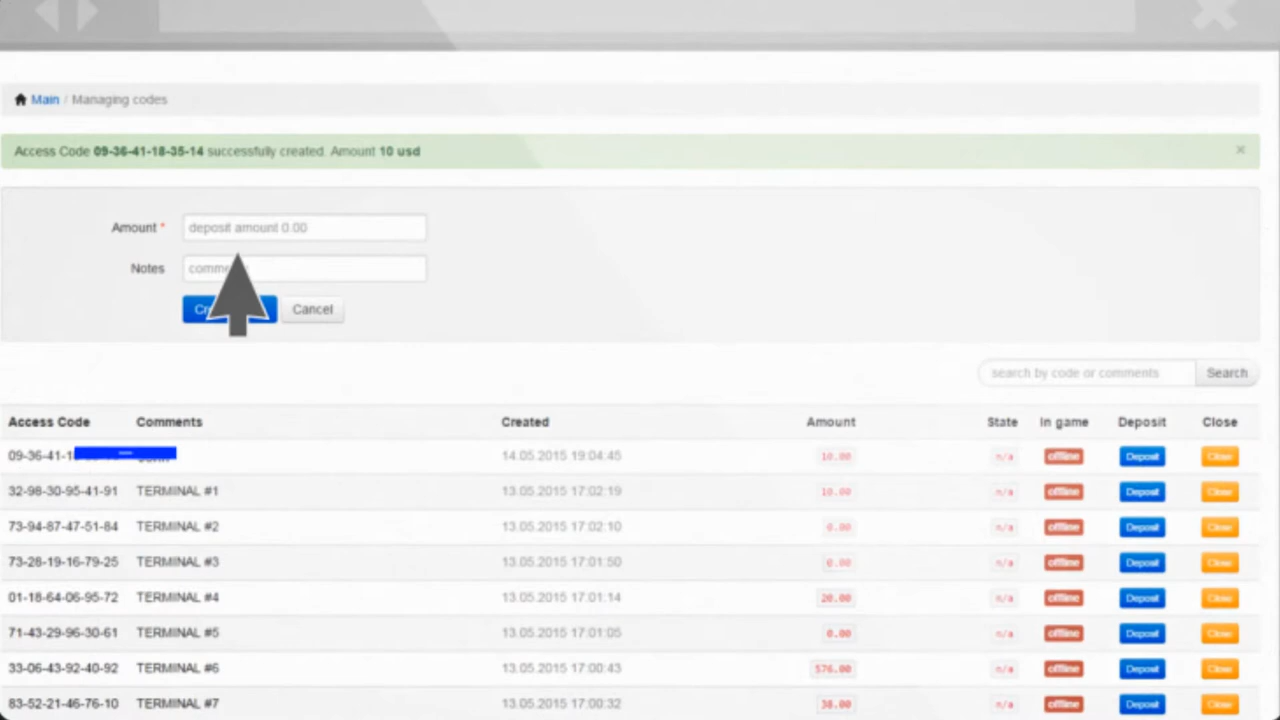 Main / Managing codes
Access Code 09-36-41-18-35-14 successfully created. Amount 10 usd ×
Amount * deposit amount 0.00
Notes
Cancel
search by code or comments Search
Access Code Comments Created Amount State In game Deposit Close
09-36-41-1 14.05.2015 19:04:45 10.00 n/a offline Deposit Close
32-98-30-95-41-91 TERMINAL #1 13.05.2015 17:02:19 10.00 n/a offline Deposit Close
73-94-87-47-51-84 TERMINAL #2 13.05.2015 17:02:10 0.00 n/a offline Deposit Close
73-28-19-16-79-25 TERMINAL #3 13.05.2015 17:01:50 0.00 n/a offline Deposit Close
01-18-64-06-95-72 TERMINAL #4 13.05.2015 17:01:14 20.00 n/a offline Deposit Close
71-43-29-96-30-61 TERMINAL #5 13.05.2015 17:01:05 0.00 n/a offline Deposit Close
33-06-43-92-40-92 TERMINAL #6 13.05.2015 17:00:43 576.00 n/a offline Deposit Close
83-52-21-46-76-10 TERMINAL #7 13.05.2015 17:00:32 38.00 n/a offline Deposit Close